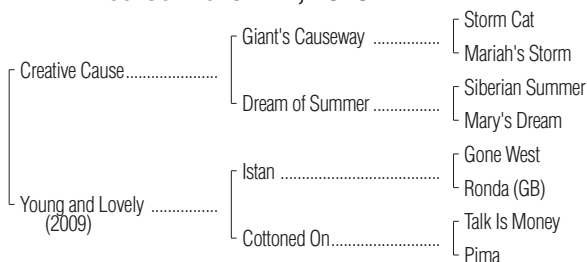 Storm Cat
Giant's Causeway ..................
Mariah's Storm
Creative Cause......................
Siberian Summer
Dream of Summer ................
Mary's Dream
Gone West
Istan ......................................
Ronda (GB)
Young and Lovely ................
(2009)
Talk Is Money
Cottoned On..........................
Pima